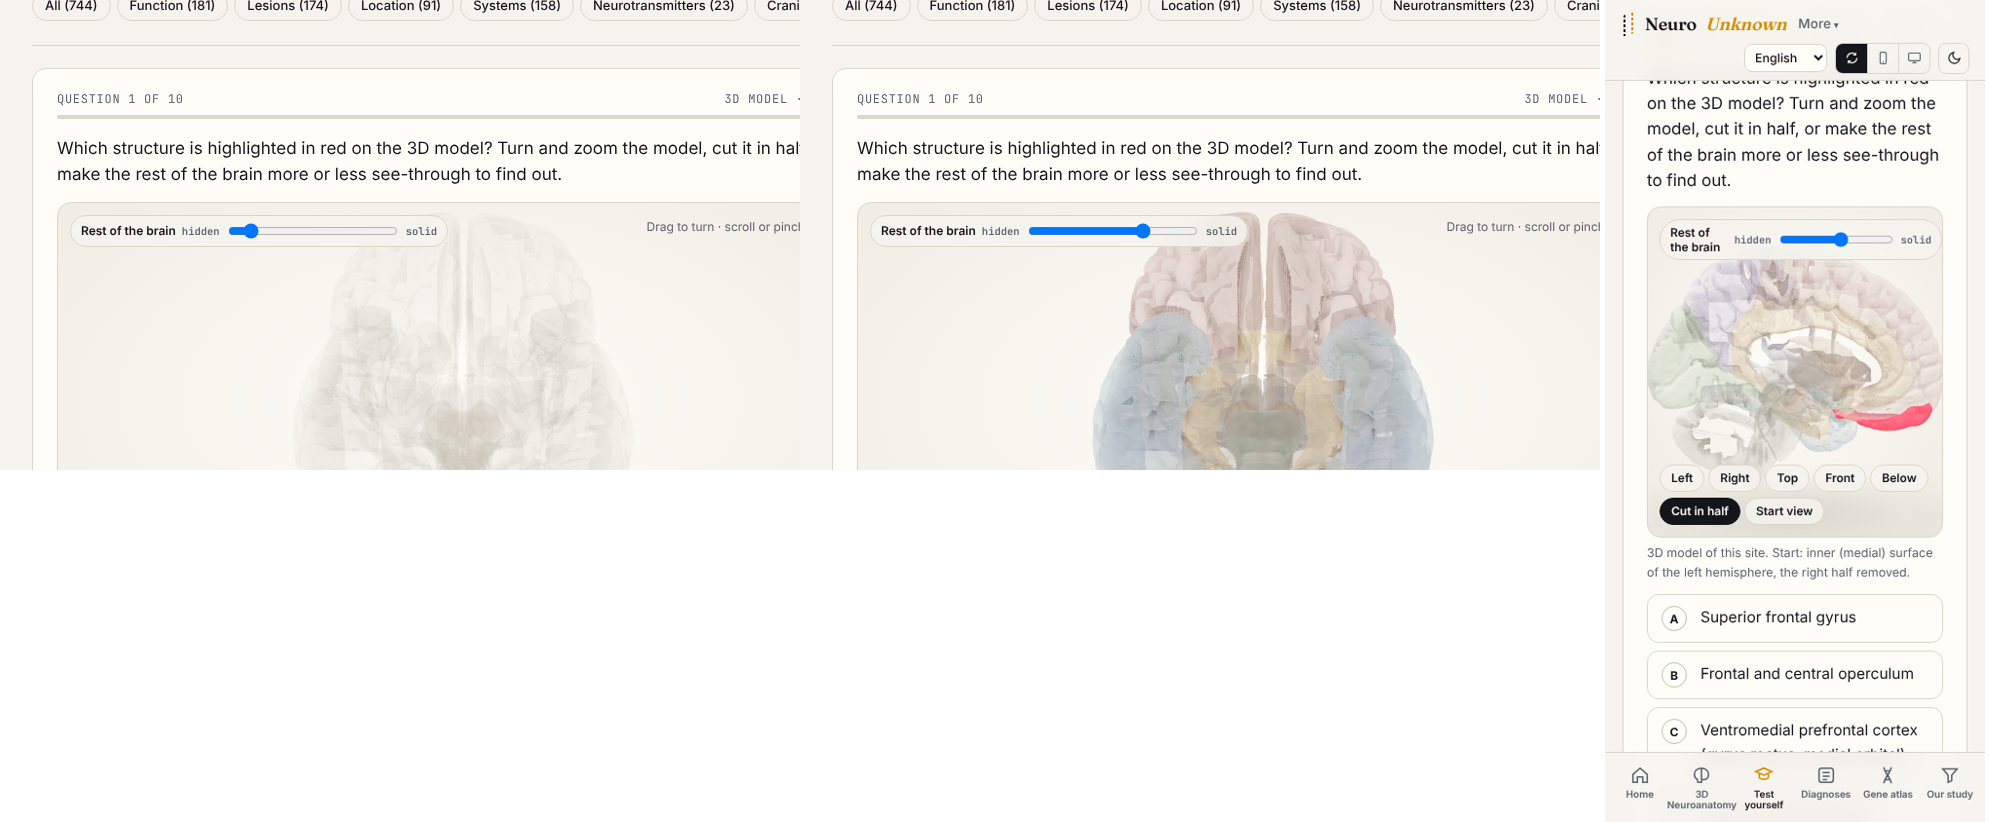 All (744) Function (181) Lesions (174) Location (91) Systems (158) Neurotransmitters (23) Crani
QUESTION 1 OF 10 3D MODEL ·
Which structure is highlighted in red on the 3D model? Turn and zoom the model, cut it in hal
make the rest of the brain more or less see-through to find out.
Rest of the brain hidden solid Drag to turn · scroll or pinch
All (744) Function (181) Lesions (174) Location (91) Systems (158) Neurotransmitters (23) Crani
QUESTION 1 OF 10 3D MODEL ·
Which structure is highlighted in red on the 3D model? Turn and zoom the model, cut it in hal
make the rest of the brain more or less see-through to find out.
Rest of the brain hidden solid Drag to turn · scroll or pinch
Neuro Unknown More
English
Which structure is highlighted in red
on the 3D model? Turn and zoom the
model, cut it in half, or make the rest
of the brain more or less see-through
to find out.
Rest of
the brain hidden solid
Left Right Top Front Below
Cut in half Start view
3D model of this site. Start: inner (medial) surface
of the left hemisphere, the right half removed.
A Superior frontal gyrus
B Frontal and central operculum
C Ventromedial prefrontal cortex
Home 3D Neuroanatomy Test yourself Diagnoses Gene atlas Our study